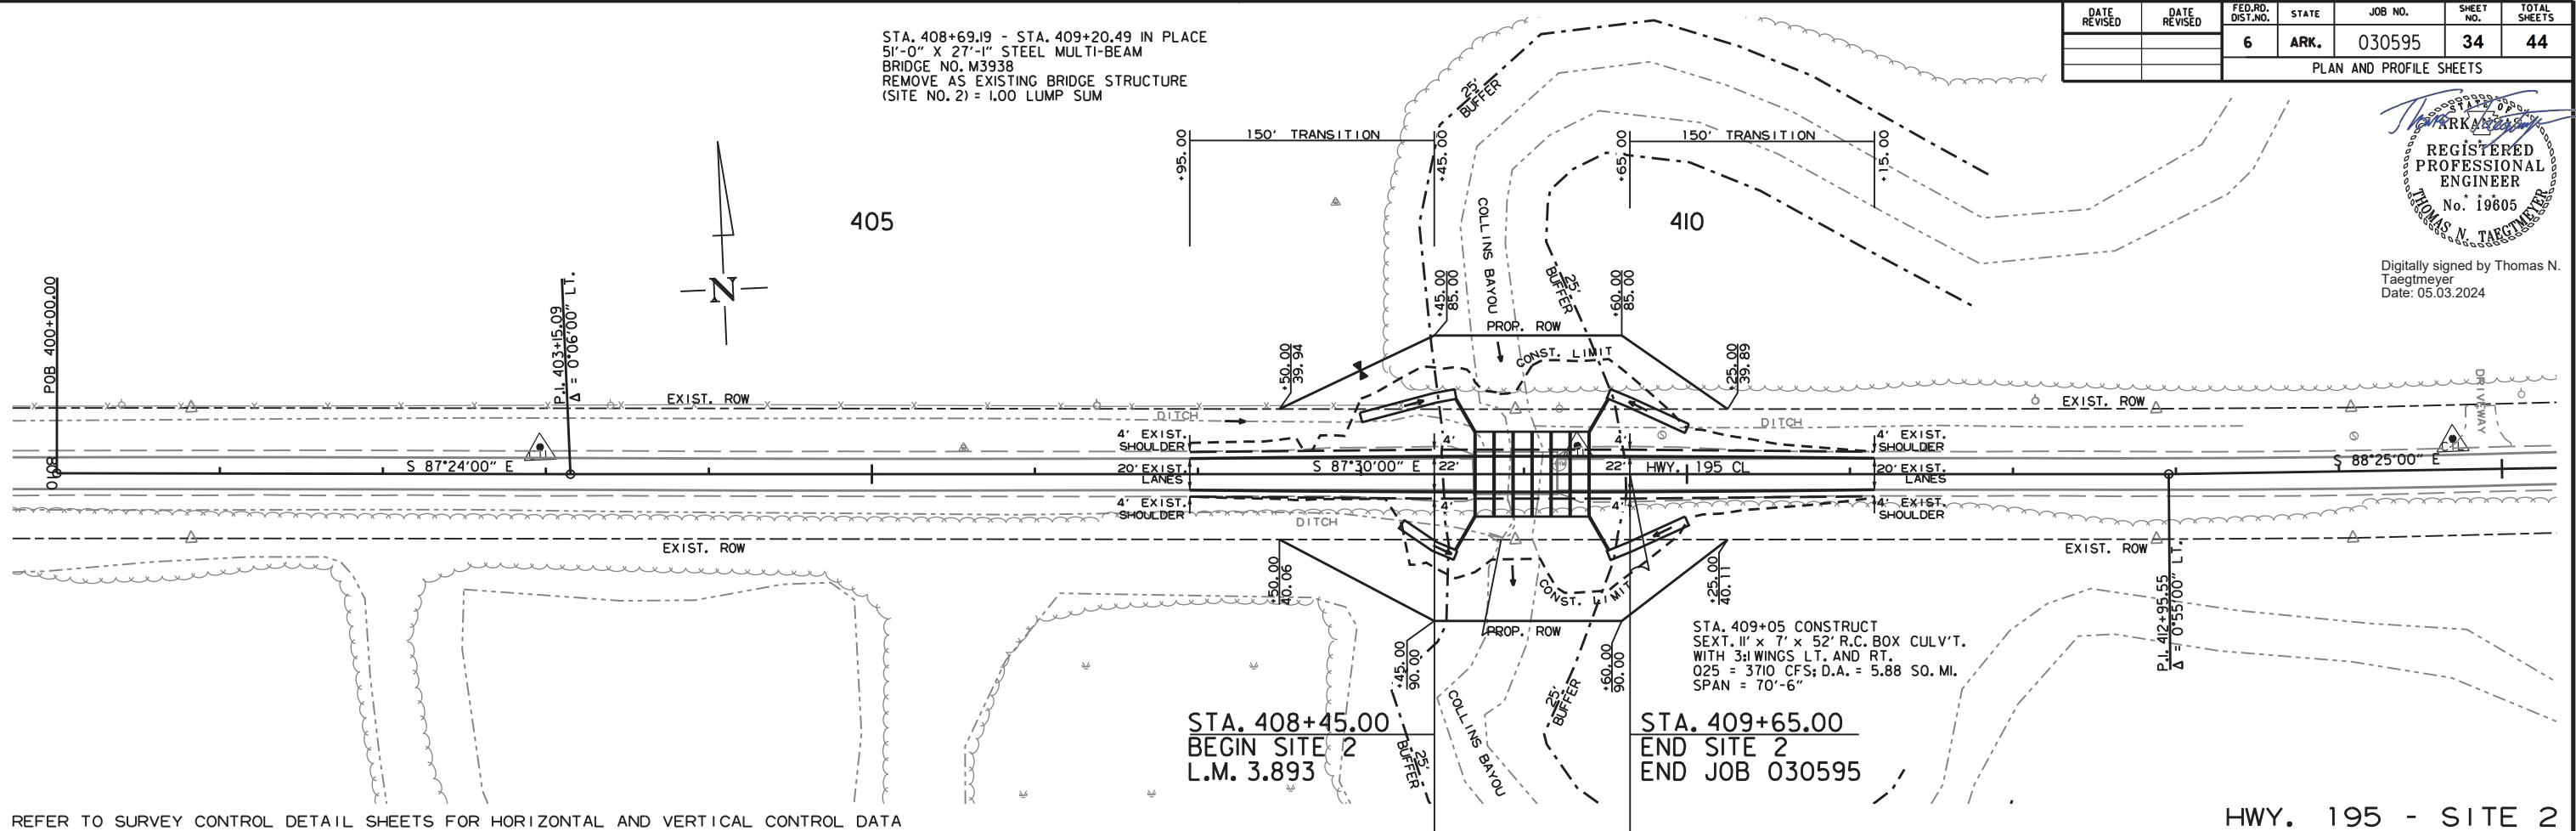 STA. 408+69.19 - STA. 409+20.49 IN PLACE
51'-0" X 27'-1" STEEL MULTI-BEAM
BRIDGE NO. M3938
REMOVE AS EXISTING BRIDGE STRUCTURE
(SITE NO. 2) = 1.00 LUMP SUM
DATE REVISED
DATE REVISED
FED.RD. DIST.NO.
STATE
JOB NO.
SHEET NO.
TOTAL SHEETS
6
ARK.
030595
34
44
PLAN AND PROFILE SHEETS
STATE OF
ARKANSAS
REGISTERED
PROFESSIONAL
ENGINEER
No. 19605
THOMAS N. TAEGTMEYER
Digitally signed by Thomas N.
Taegtmeyer
Date: 05.03.2024
25'
BUFFER
+95.00
150' TRANSITION
+45.00
+65.00
150' TRANSITION
+15.00
405
410
N
COLLINS BAYOU
25'
BUFFER
POB 400+00.00
P.I. 403+15.09
Δ = 0°06'00" LT.
+45.00
85.00
+60.00
85.00
PROP. ROW
CONST. LIMIT
+50.00
39.94
+25.00
39.89
EXIST. ROW
DITCH
DITCH
EXIST. ROW
DRIVEWAY
4' EXIST.
SHOULDER
4'
4'
4' EXIST.
SHOULDER
S 87°24'00" E
20' EXIST.
LANES
S 87°30'00" E
22'
22'
HWY. 195 CL
20' EXIST.
LANES
S 88°25'00" E
4' EXIST.
SHOULDER
4'
4'
4' EXIST.
SHOULDER
DITCH
EXIST. ROW
EXIST. ROW
+50.00
40.06
+25.00
40.11
CONST. LIMIT
PROP. ROW
+45.00
90.00
+60.00
90.00
P.I. 412+95.55
Δ = 0°55'00" LT.
STA. 409+05 CONSTRUCT
SEXT. 11' x 7' x 52' R.C. BOX CULV'T.
WITH 3:1 WINGS LT. AND RT.
Q25 = 3710 CFS; D.A. = 5.88 SQ. MI.
SPAN = 70'-6"
25'
BUFFER
COLLINS BAYOU
25'
BUFFER
STA. 408+45.00
BEGIN SITE 2
L.M. 3.893
STA. 409+65.00
END SITE 2
END JOB 030595
REFER TO SURVEY CONTROL DETAIL SHEETS FOR HORIZONTAL AND VERTICAL CONTROL DATA
HWY. 195 - SITE 2